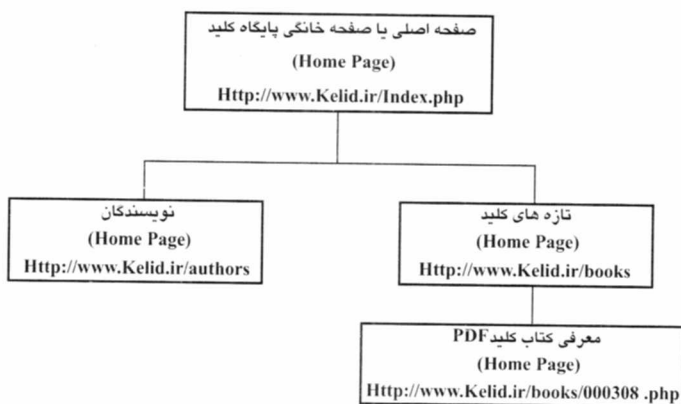 صفحه اصلی یا صفحه خانگی پایگاه کلید
(Home Page)
Http://www.Kelid.ir/Index.php
تازه های کلید
(Home Page)
Http://www.Kelid.ir/books
نویسندگان
(Home Page)
Http://www.Kelid.ir/authors
معرفی کتاب کلید PDF
(Home Page)
Http://www.Kelid.ir/books/000308 .php